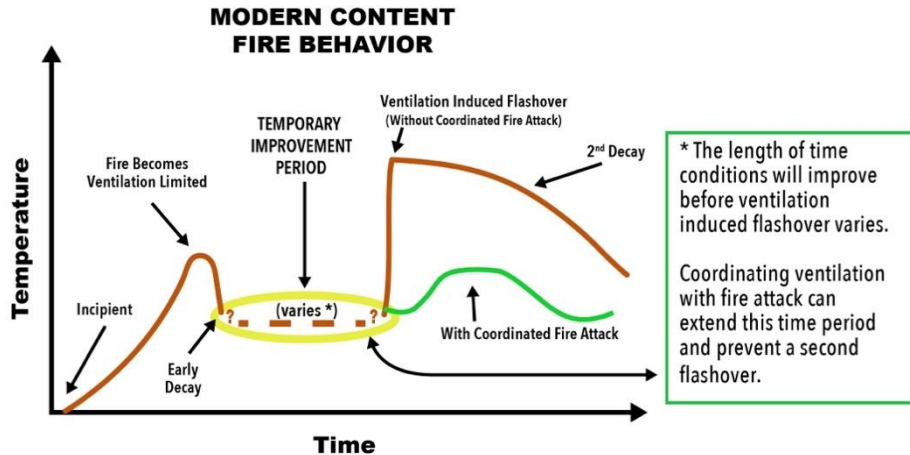 MODERN CONTENT
FIRE BEHAVIOR
Temperature
Incipient
Fire Becomes
Ventilation Limited
Early
Decay
TEMPORARY
IMPROVEMENT
PERIOD
? (varies *) ?
Ventilation Induced Flashover
(Without Coordinated Fire Attack)
2nd Decay
With Coordinated Fire Attack
Time
* The length of time
conditions will improve
before ventilation
induced flashover varies.
Coordinating ventilation
with fire attack can
extend this time period
and prevent a second
flashover.